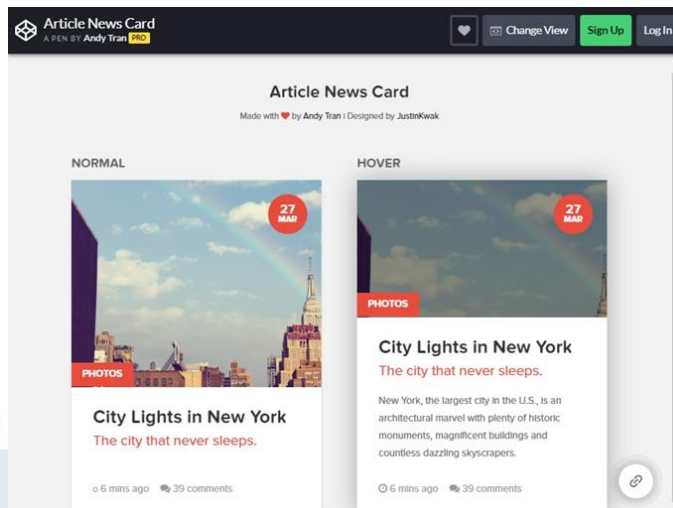 Article News Card
A PEN BY Andy Tran PRO
Change View
Sign Up
Log In
Article News Card
Made with ❤ by Andy Tran | Designed by JustinKwak
NORMAL
27
MAR
PHOTOS
City Lights in New York
The city that never sleeps.
6 mins ago 39 comments
HOVER
27
MAR
PHOTOS
City Lights in New York
The city that never sleeps.
New York, the largest city in the U.S., is an
architectural marvel with plenty of historic
monuments, magnificent buildings and
countless dazzling skyscrapers.
6 mins ago 39 comments